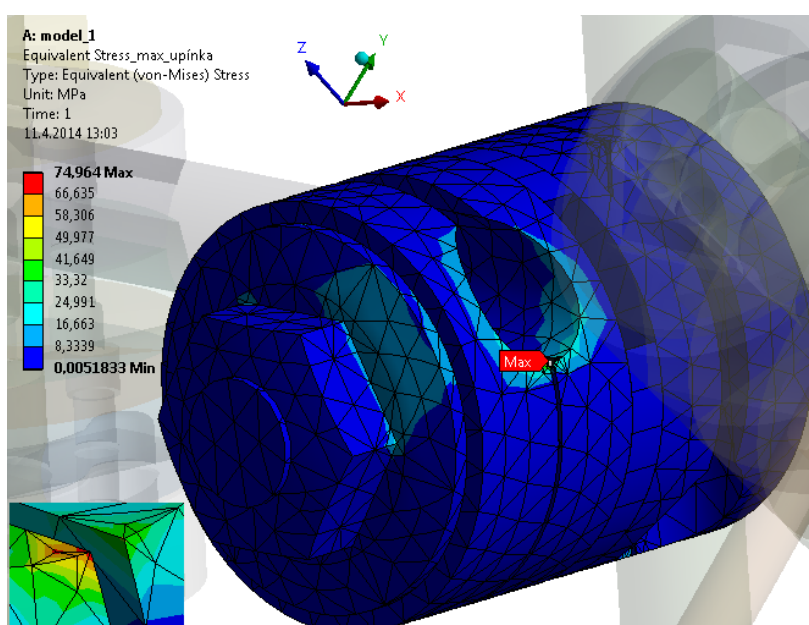 A: model_1
Equivalent Stress_max_upínka
Type: Equivalent (von-Mises) Stress
Unit: MPa
Time: 1
11.4.2014 13:03
74,964 Max
66,635
58,306
49,977
41,649
33,32
24,991
16,663
8,3339
0,0051833 Min
Z
Y
X
Max